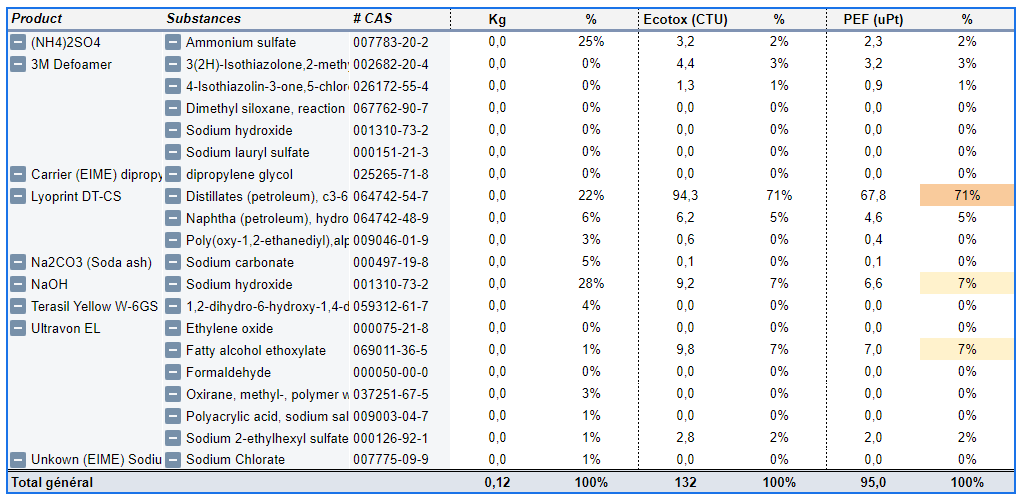 Product Substances # CAS Kg % Ecotox (CTU) % PEF (uPt) %
(NH4)2SO4 Ammonium sulfate 007783-20-2 0,0 25% 3,2 2% 2,3 2%
3M Defoamer 3(2H)-Isothiazolone,2-methy 002682-20-4 0,0 0% 4,4 3% 3,2 3%
4-Isothiazolin-3-one,5-chlor 026172-55-4 0,0 0% 1,3 1% 0,9 1%
Dimethyl siloxane, reaction 067762-90-7 0,0 0% 0,0 0% 0,0 0%
Sodium hydroxide 001310-73-2 0,0 0% 0,0 0% 0,0 0%
Sodium lauryl sulfate 000151-21-3 0,0 0% 0,0 0% 0,0 0%
Carrier (EIME) dipropy dipropylene glycol 025265-71-8 0,0 0% 0,0 0% 0,0 0%
Lyoprint DT-CS Distillates (petroleum), c3-6 064742-54-7 0,0 22% 94,3 71% 67,8 71%
Naphtha (petroleum), hydro 064742-48-9 0,0 6% 6,2 5% 4,6 5%
Poly(oxy-1,2-ethanediyl),alp 009046-01-9 0,0 3% 0,6 0% 0,4 0%
Na2CO3 (Soda ash) Sodium carbonate 000497-19-8 0,0 5% 0,1 0% 0,1 0%
NaOH Sodium hydroxide 001310-73-2 0,0 28% 9,2 7% 6,6 7%
Terasil Yellow W-6GS 1,2-dihydro-6-hydroxy-1,4-d 059312-61-7 0,0 4% 0,0 0% 0,0 0%
Ultravon EL Ethylene oxide 000075-21-8 0,0 0% 0,0 0% 0,0 0%
Fatty alcohol ethoxylate 069011-36-5 0,0 1% 9,8 7% 7,0 7%
Formaldehyde 000050-00-0 0,0 0% 0,0 0% 0,0 0%
Oxirane, methyl-, polymer w 037251-67-5 0,0 3% 0,0 0% 0,0 0%
Polyacrylic acid, sodium sal 009003-04-7 0,0 1% 0,0 0% 0,0 0%
Sodium 2-ethylhexyl sulfate 000126-92-1 0,0 1% 2,8 2% 2,0 2%
Unkown (EIME) Sodiu Sodium Chlorate 007775-09-9 0,0 1% 0,0 0% 0,0 0%
Total général 0,12 100% 132 100% 95,0 100%